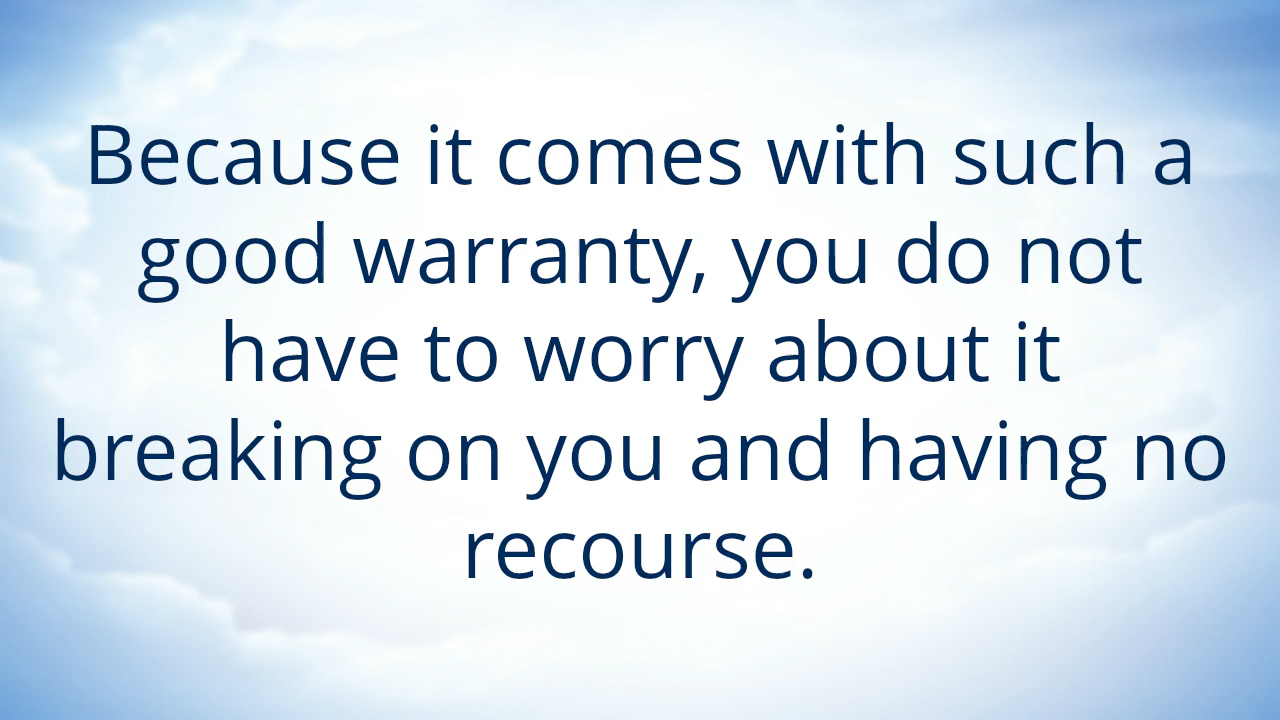 Because it comes with such a
good warranty, you do not
have to worry about it
breaking on you and having no
recourse.